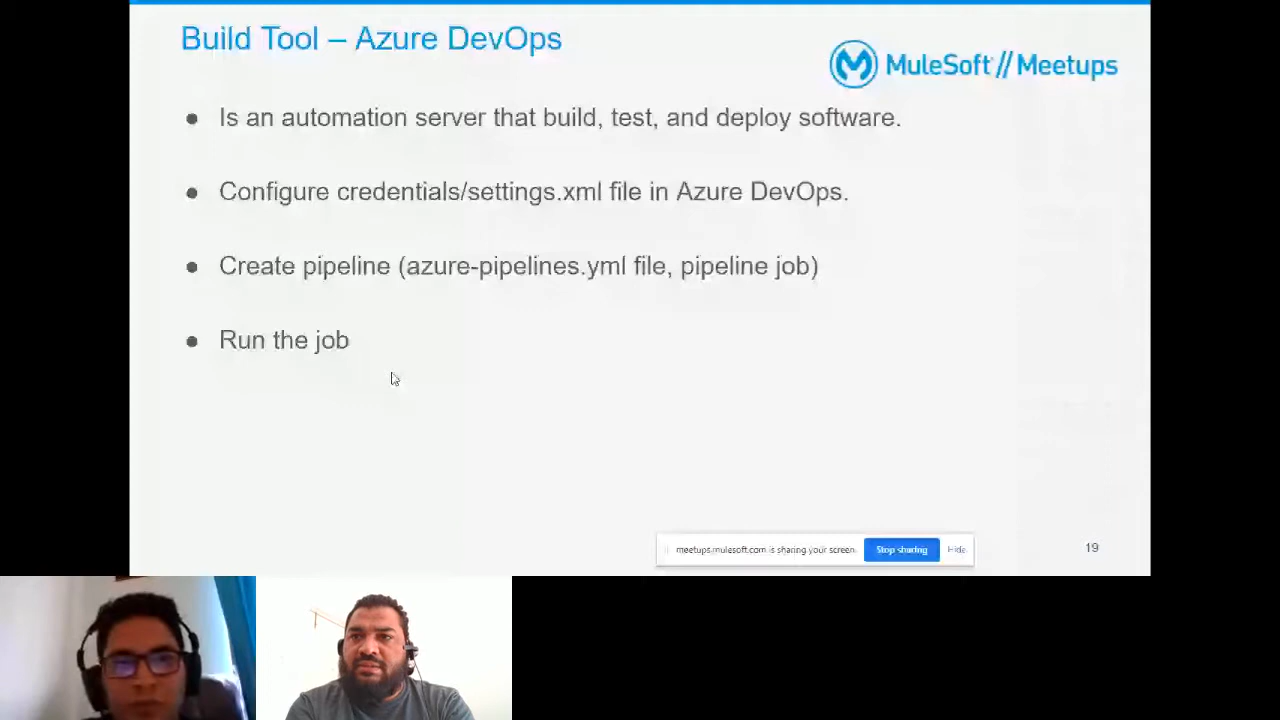 Build Tool – Azure DevOps
MuleSoft // Meetups
● Is an automation server that build, test, and deploy software.
● Configure credentials/settings.xml file in Azure DevOps.
● Create pipeline (azure-pipelines.yml file, pipeline job)
● Run the job
meetups.mulesoft.com is sharing your screen. Stop sharing Hide
19